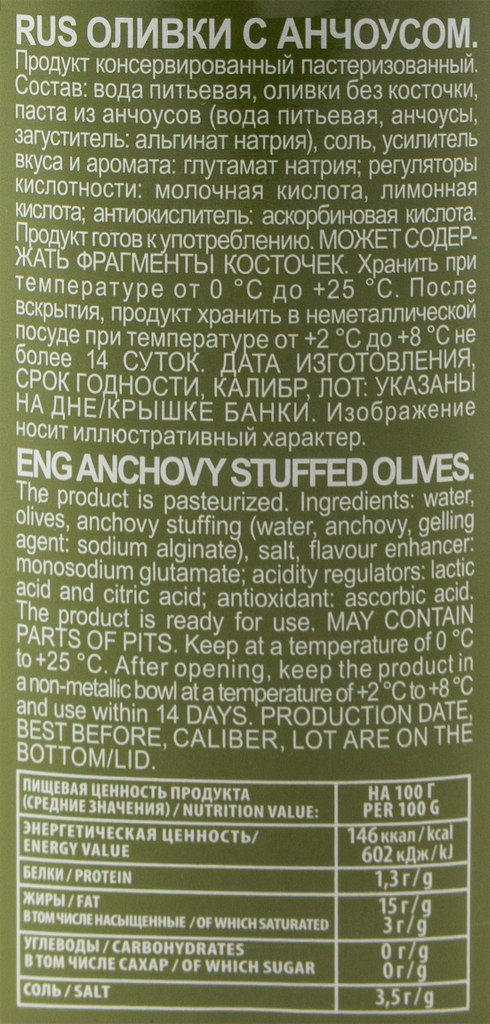 RUS ОЛИВКИ С АНЧОУСОМ.
Продукт консервированный пастеризованный.
Состав: вода питьевая, оливки без косточки,
паста из анчоусов (вода питьевая, анчоусы,
загуститель: альгинат натрия), соль, усилитель
вкуса и аромата: глутамат натрия; регуляторы
кислотности: молочная кислота, лимонная
кислота; антиокислитель: аскорбиновая кислота.
Продукт готов к употреблению. МОЖЕТ СОДЕР-
ЖАТЬ ФРАГМЕНТЫ КОСТОЧЕК. Хранить при
температуре от 0 °C до +25 °C. После
вскрытия, продукт хранить в неметаллической
посуде при температуре от +2 °C до +8 °C не
более 14 СУТОК. ДАТА ИЗГОТОВЛЕНИЯ,
СРОК ГОДНОСТИ, КАЛИБР, ЛОТ: УКАЗАНЫ
НА ДНЕ/КРЫШКЕ БАНКИ. Изображение
носит иллюстративный характер.
ENG ANCHOVY STUFFED OLIVES.
The product is pasteurized. Ingredients: water,
olives, anchovy stuffing (water, anchovy, gelling
agent: sodium alginate), salt, flavour enhancer:
monosodium glutamate; acidity regulators: lactic
acid and citric acid; antioxidant: ascorbic acid.
The product is ready for use. MAY CONTAIN
PARTS OF PITS. Keep at a temperature of 0 °C
to +25 °C. After opening, keep the product in
a non-metallic bowl at a temperature of +2 °C to +8 °C
and use within 14 DAYS. PRODUCTION DATE,
BEST BEFORE, CALIBER, LOT ARE ON THE
BOTTOM/LID.
ПИЩЕВАЯ ЦЕННОСТЬ ПРОДУКТА
(СРЕДНИЕ ЗНАЧЕНИЯ) / NUTRITION VALUE:
НА 100 Г
PER 100 G
ЭНЕРГЕТИЧЕСКАЯ ЦЕННОСТЬ/
ENERGY VALUE
146 ккал / kcal
602 кДж / kJ
БЕЛКИ / PROTEIN
1,3 г/g
ЖИРЫ / FAT
В ТОМ ЧИСЛЕ НАСЫЩЕННЫЕ / OF WHICH SATURATED
15 г/g
3 г/g
УГЛЕВОДЫ / CARBOHYDRATES
В ТОМ ЧИСЛЕ САХАР / OF WHICH SUGAR
0 г/g
0 г/g
СОЛЬ / SALT
3,5 г/g